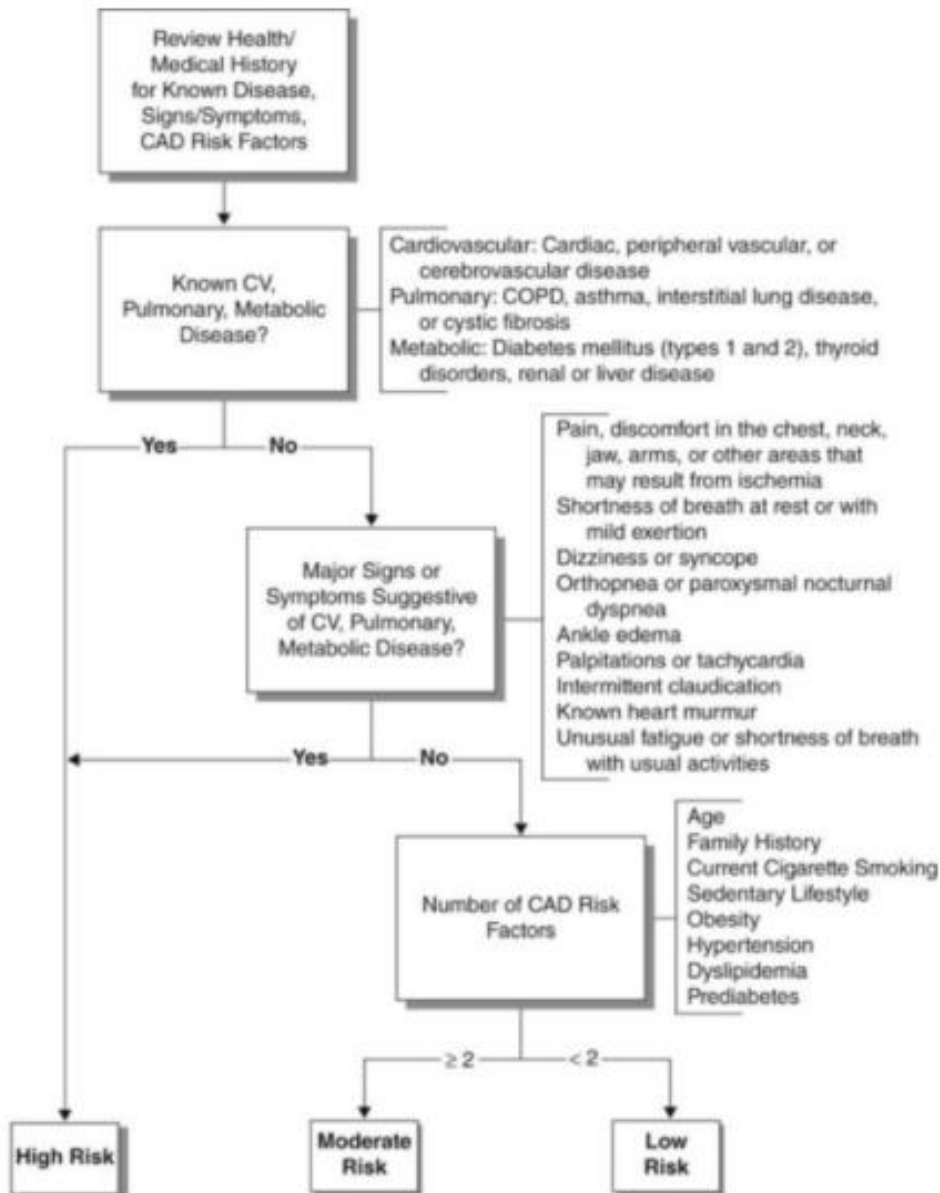 Review Health/
Medical History
for Known Disease,
Signs/Symptoms,
CAD Risk Factors
Known CV,
Pulmonary, Metabolic
Disease?
Cardiovascular: Cardiac, peripheral vascular, or
cerebrovascular disease
Pulmonary: COPD, asthma, interstitial lung disease,
or cystic fibrosis
Metabolic: Diabetes mellitus (types 1 and 2), thyroid
disorders, renal or liver disease
Yes No
Major Signs or
Symptoms Suggestive
of CV, Pulmonary,
Metabolic Disease?
Pain, discomfort in the chest, neck,
jaw, arms, or other areas that
may result from ischemia
Shortness of breath at rest or with
mild exertion
Dizziness or syncope
Orthopnea or paroxysmal nocturnal
dyspnea
Ankle edema
Palpitations or tachycardia
Intermittent claudication
Known heart murmur
Unusual fatigue or shortness of breath
with usual activities
Yes No
Number of CAD Risk
Factors
Age
Family History
Current Cigarette Smoking
Sedentary Lifestyle
Obesity
Hypertension
Dyslipidemia
Prediabetes
≥ 2 < 2
High Risk
Moderate
Risk
Low
Risk